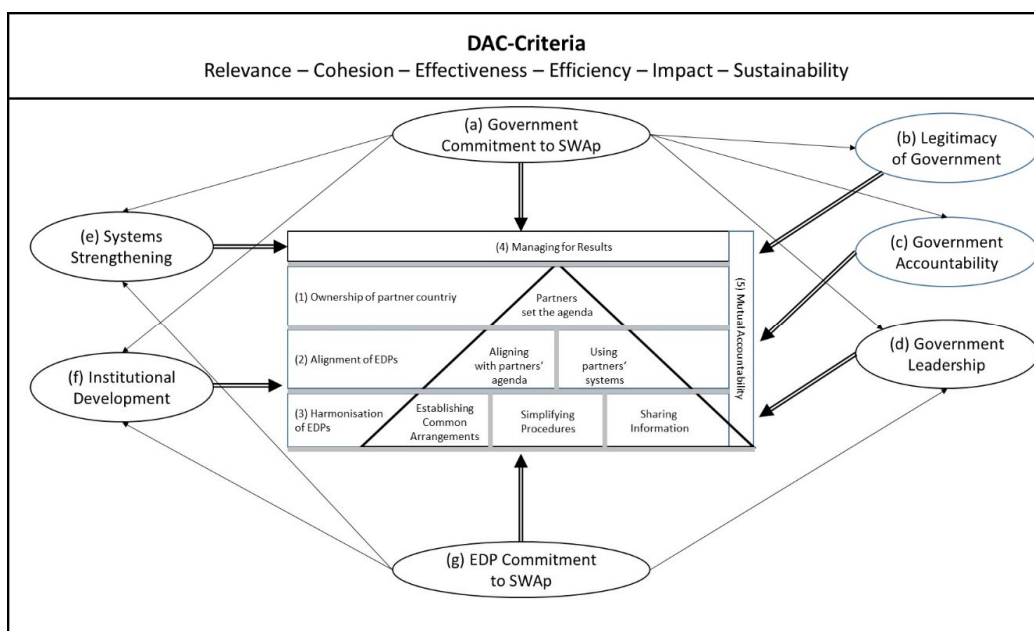 DAC-Criteria
Relevance – Cohesion – Effectiveness – Efficiency – Impact – Sustainability
(a) Government
Commitment to SWAp
(b) Legitimacy
of Government
(e) Systems
Strengthening
(4) Managing for Results
(c) Government
Accountability
(5) Mutual Accountability
(1) Ownership of partner countriy
Partners
set the agenda
(2) Alignment of EDPs
Aligning
with partners‘
agenda
Using
partners‘
systems
(f) Institutional
Development
(d) Government
Leadership
(3) Harmonisation
of EDPs
Establishing
Common
Arrangements
Simplifying
Procedures
Sharing
Information
(g) EDP Commitment
to SWAp